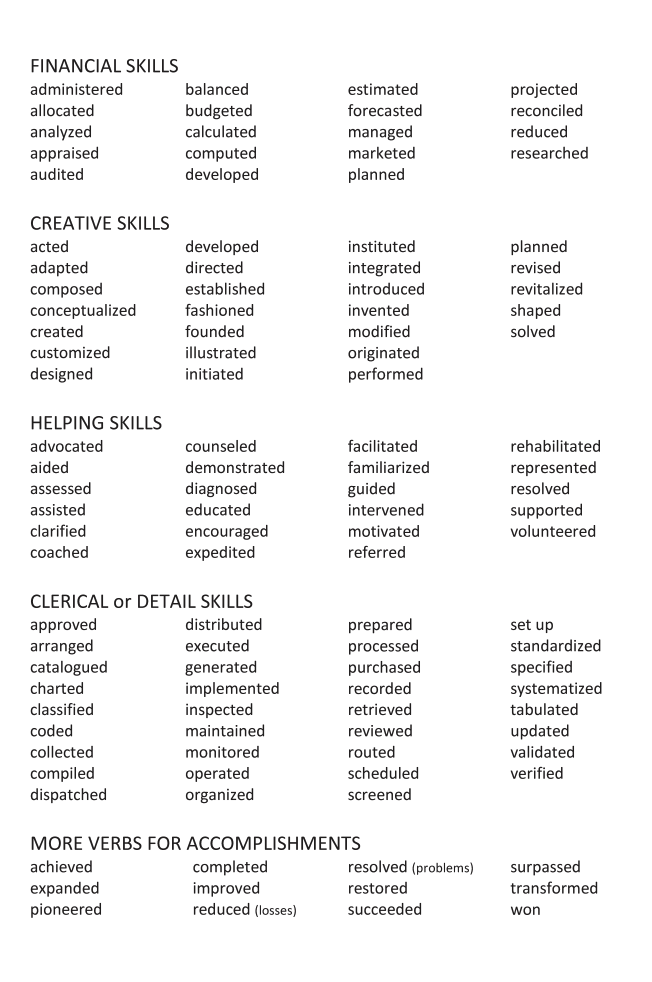 FINANCIAL SKILLS
administered balanced estimated projected
allocated budgeted forecasted reconciled
analyzed calculated managed reduced
appraised computed marketed researched
audited developed planned
CREATIVE SKILLS
acted developed instituted planned
adapted directed integrated revised
composed established introduced revitalized
conceptualized fashioned invented shaped
created founded modified solved
customized illustrated originated
designed initiated performed
HELPING SKILLS
advocated counseled facilitated rehabilitated
aided demonstrated familiarized represented
assessed diagnosed guided resolved
assisted educated intervened supported
clarified encouraged motivated volunteered
coached expedited referred
CLERICAL or DETAIL SKILLS
approved distributed prepared set up
arranged executed processed standardized
catalogued generated purchased specified
charted implemented recorded systematized
classified inspected retrieved tabulated
coded maintained reviewed updated
collected monitored routed validated
compiled operated scheduled verified
dispatched organized screened
MORE VERBS FOR ACCOMPLISHMENTS
achieved completed resolved (problems) surpassed
expanded improved restored transformed
pioneered reduced (losses) succeeded won